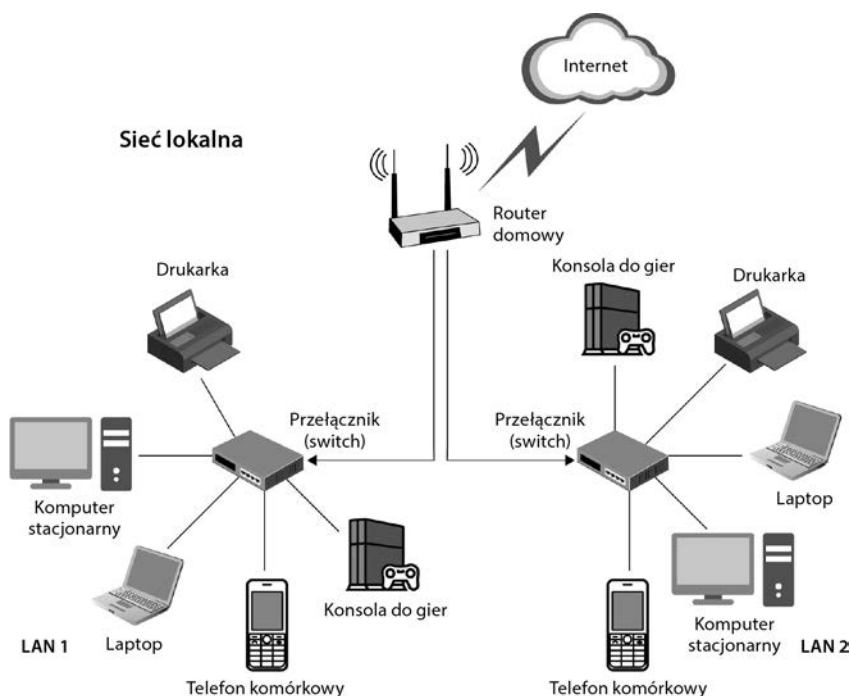 Internet
Sieć lokalna
Router
domowy
Drukarka
Konsola do gier
Drukarka
Przełącznik
(switch)
Przełącznik
(switch)
Komputer
stacjonarny
Laptop
Konsola do gier
Laptop
Komputer
stacjonarny
LAN 1
LAN 2
Telefon komórkowy
Telefon komórkowy